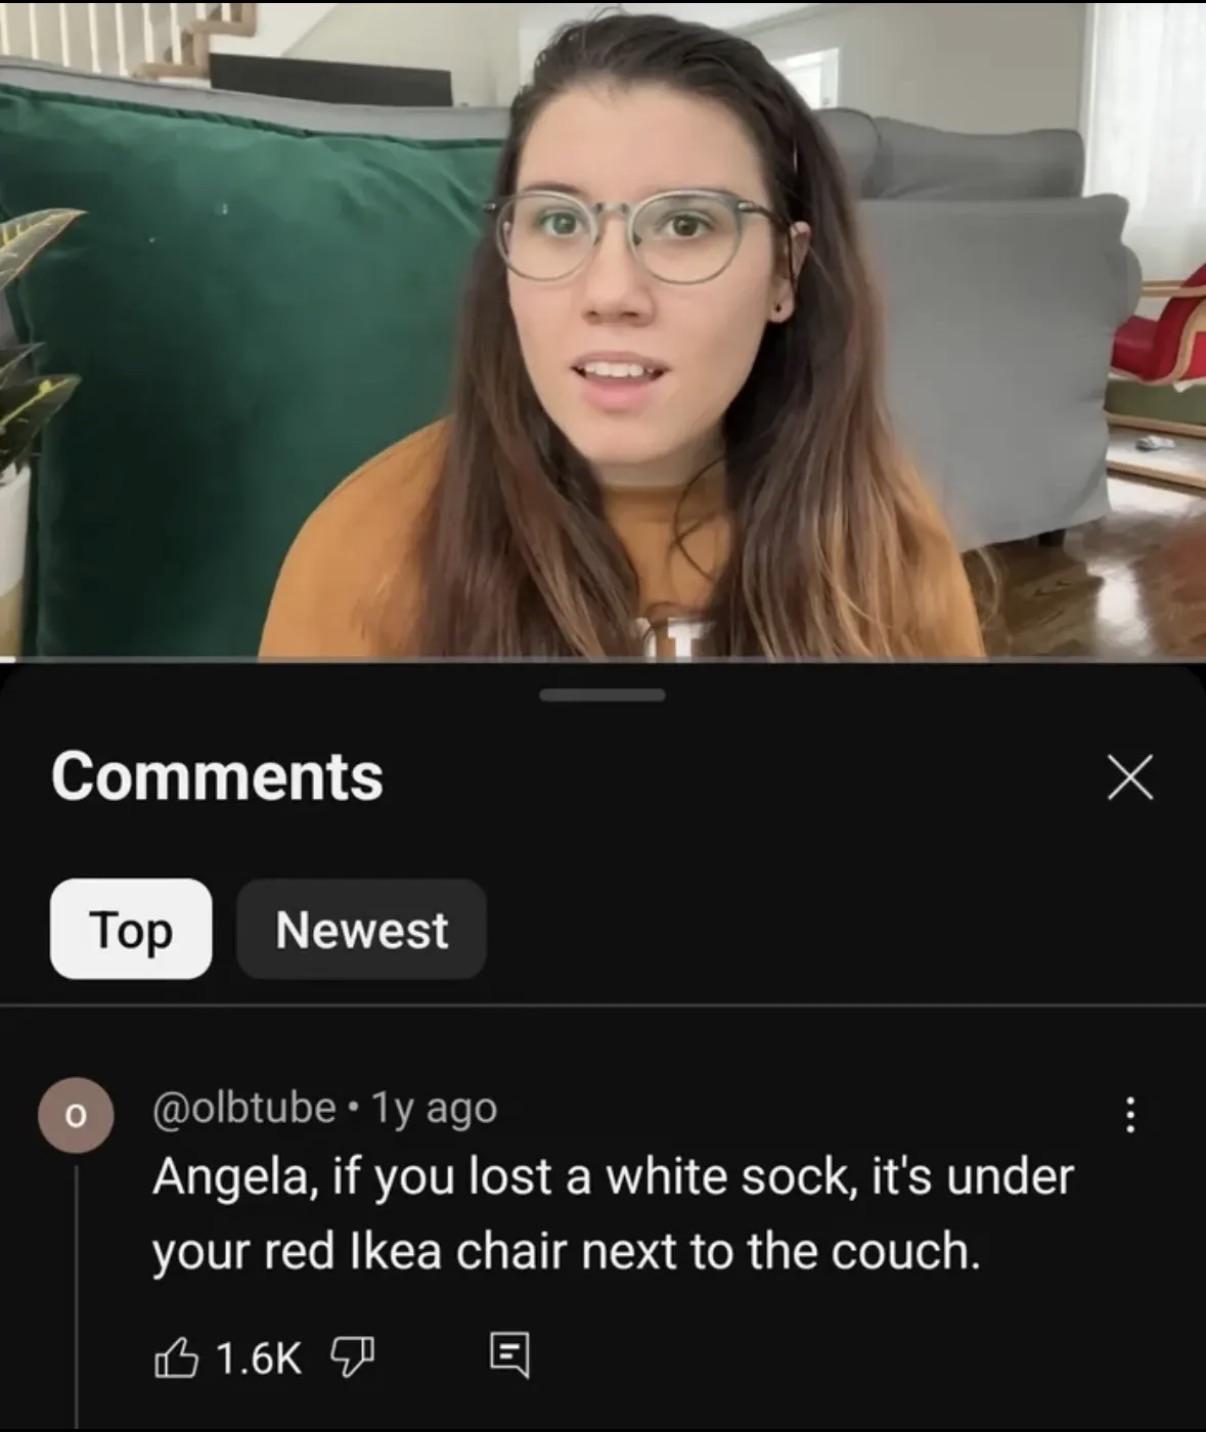 Comments
Top
Newest
O
@olbtube • 1y ago
Angela, if you lost a white sock, it's under
your red Ikea chair next to the couch.
1.6K